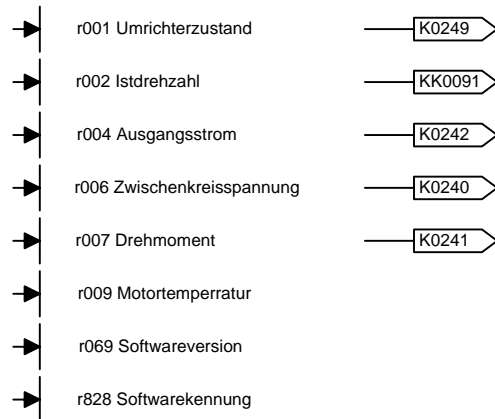 r001 Umrichterzustand K0249
r002 Istdrehzahl KK0091
r004 Ausgangsstrom K0242
r006 Zwischenkreisspannung K0240
r007 Drehmoment K0241
r009 Motortemperratur
r069 Softwareversion
r828 Softwarekennung